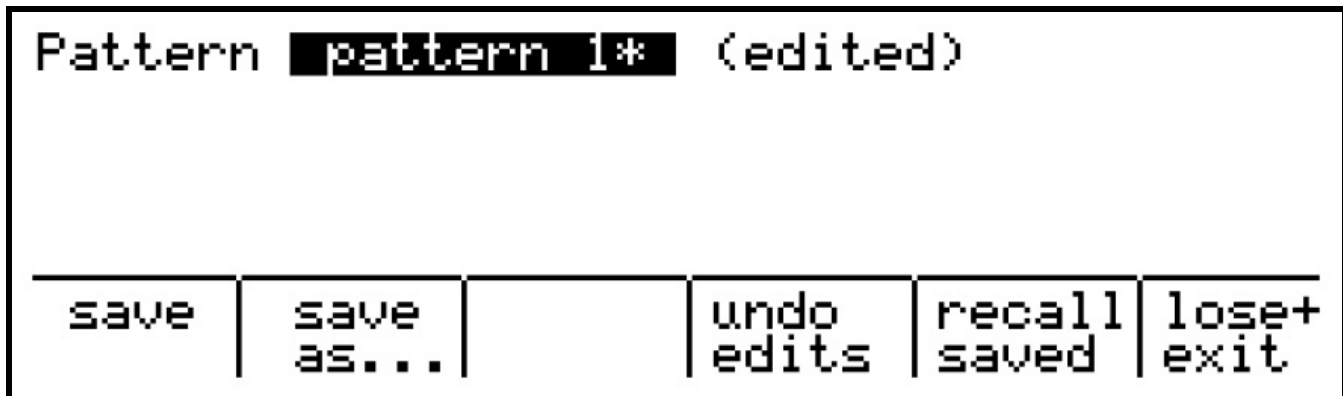 Pattern pattern 1* (edited)
save save undo recall lose+
as... edits saved exit